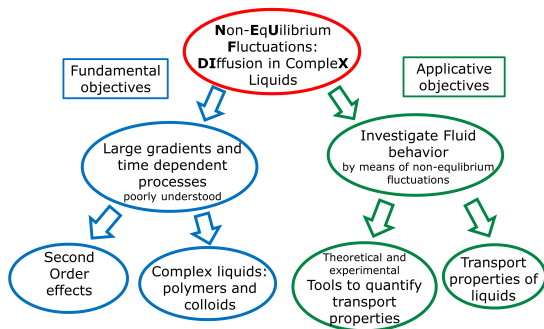 Non-EqUilibrium
Fluctuations:
DIffusion in CompleX
Liquids
Fundamental
objectives
Applicative
objectives
Large gradients and
time dependent
processes
poorly understood
Investigate Fluid
behavior
by means of non-equlibrium
fluctuations
Second
Order
effects
Complex liquids:
polymers and
colloids
Theoretical and
experimental
Tools to quantify
transport
properties
Transport
properties of
liquids